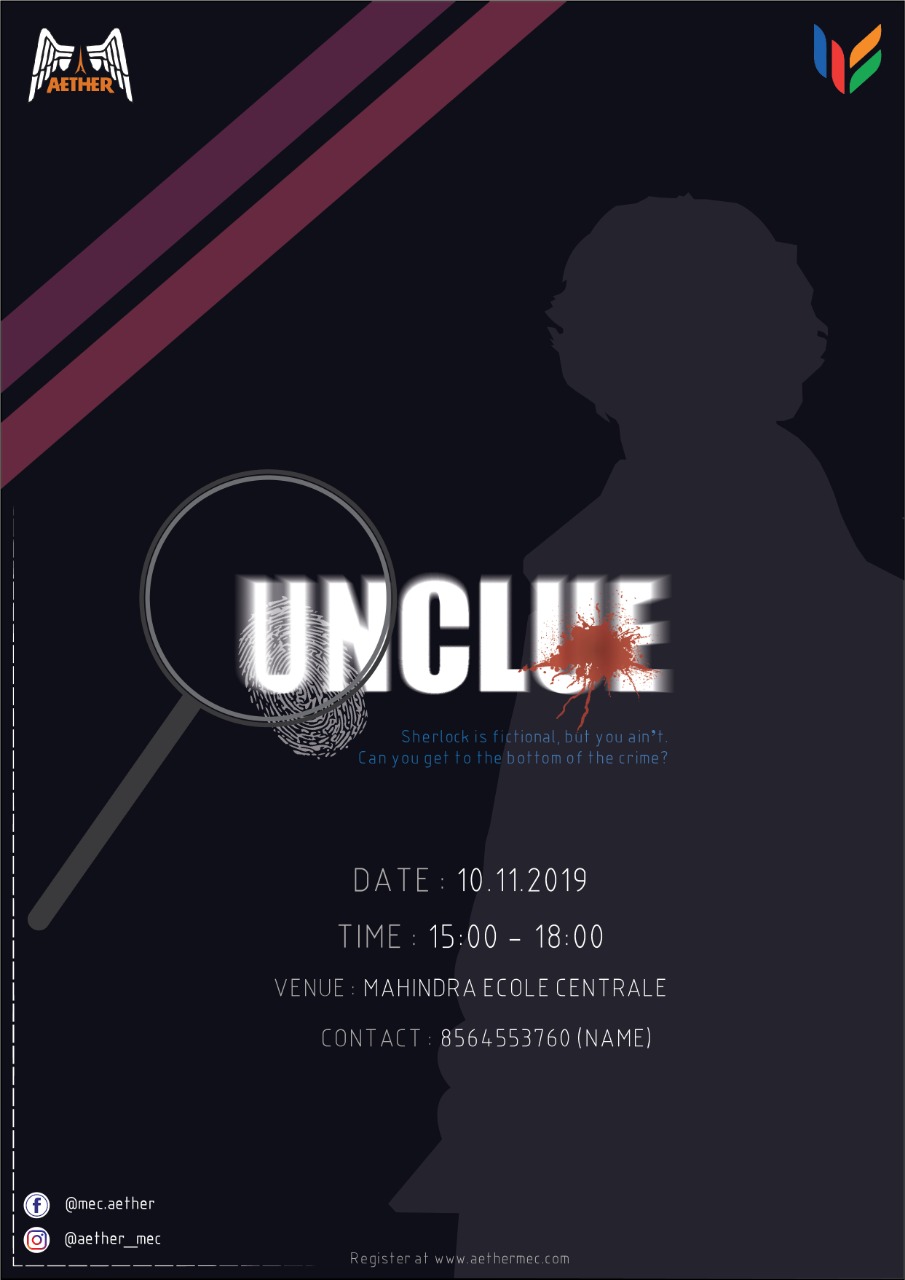 AETHER
UNCLUE
Sherlock is fictional, but you ain't.
Can you get to the bottom of the crime?
DATE : 10.11.2019
TIME : 15:00 - 18:00
VENUE : MAHINDRA ECOLE CENTRALE
CONTACT : 8564553760 (NAME)
@mec.aether
@aether_mec
Register at www.aethermec.com